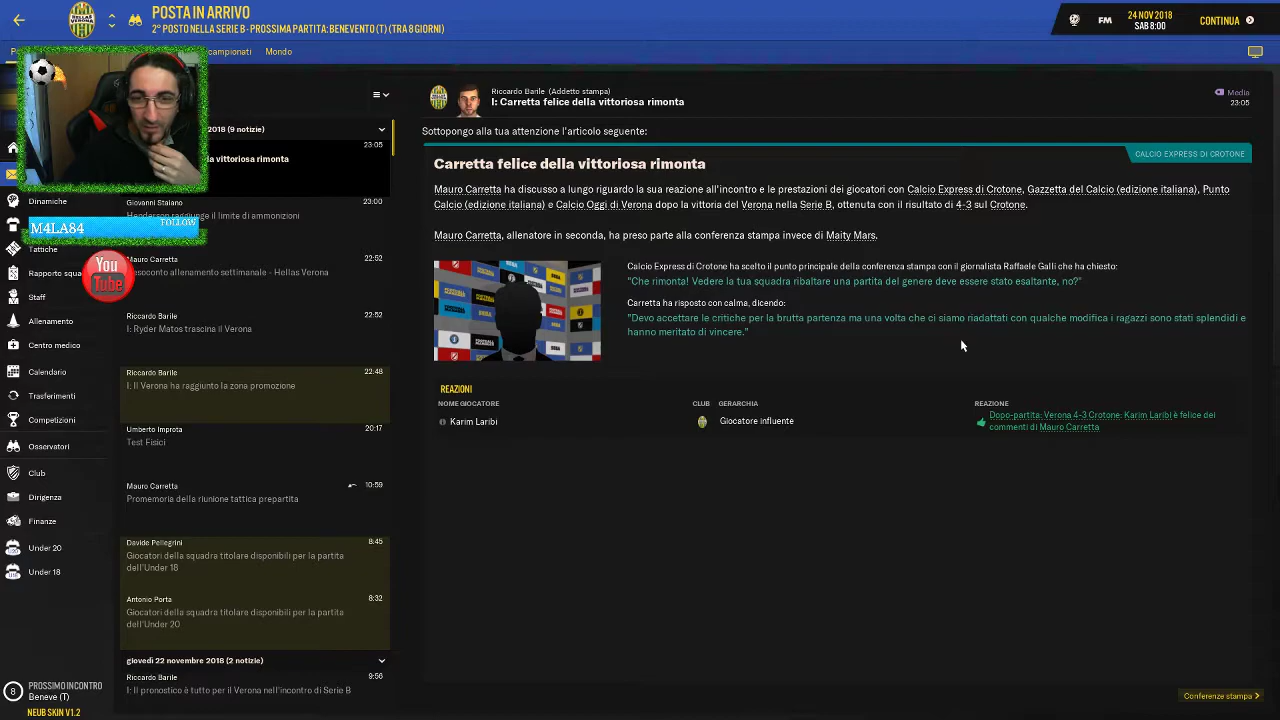 POSTA IN ARRIVO
2° POSTO NELLA SERIE B - PROSSIMA PARTITA: BENEVENTO (T) (TRA 8 GIORNI)
FM
24 NOV 2018
SAB 8:00
CONTINUA
campionati
Mondo
2018 (9 notizie)
23:05
la vittoriosa rimonta
Giovanni Staiano
23:00
Henderson raggiunge il limite di ammonizioni
M4LA84
FOLLOW
You
Tube
Mauro Carretta
22:52
Resoconto allenamento settimanale - Hellas Verona
Riccardo Barile
22:52
I: Ryder Matos trascina il Verona
Riccardo Barile
22:48
I: Il Verona ha raggiunto la zona promozione
Umberto Improta
20:17
Test Fisici
Mauro Carretta
10:59
Promemoria della riunione tattica prepartita
Davide Pellegrini
8:45
Giocatori della squadra titolare disponibili per la partita
dell'Under 18
Antonio Porta
8:32
Giocatori della squadra titolare disponibili per la partita
dell'Under 20
giovedì 22 novembre 2018 (2 notizie)
Riccardo Barile
9:56
I: Il pronostico è tutto per il Verona nell'incontro di Serie B
Dinamiche
Tattiche
Rapporto squa
Staff
Allenamento
Centro medico
Calendario
Trasferimenti
Competizioni
Osservatori
Club
Dirigenza
Finanze
Under 20
Under 18
8
PROSSIMO INCONTRO
Beneve (T)
NEUB SKIN V1.2
Riccardo Barile (Addetto stampa)
I: Carretta felice della vittoriosa rimonta
Media
23:05
Sottopongo alla tua attenzione l'articolo seguente:
CALCIO EXPRESS DI CROTONE
Carretta felice della vittoriosa rimonta
Mauro Carretta ha discusso a lungo riguardo la sua reazione all'incontro e le prestazioni dei giocatori con Calcio Express di Crotone, Gazzetta del Calcio (edizione italiana), Punto
Calcio (edizione italiana) e Calcio Oggi di Verona dopo la vittoria del Verona nella Serie B, ottenuta con il risultato di 4-3 sul Crotone.
Mauro Carretta, allenatore in seconda, ha preso parte alla conferenza stampa invece di Maity Mars.
Calcio Express di Crotone ha scelto il punto principale della conferenza stampa con il giornalista Raffaele Galli che ha chiesto:
"Che rimonta! Vedere la tua squadra ribaltare una partita del genere deve essere stato esaltante, no?"
Carretta ha risposto con calma, dicendo:
"Devo accettare le critiche per la brutta partenza ma una volta che ci siamo riadattati con qualche modifica i ragazzi sono stati splendidi e
hanno meritato di vincere."
REAZIONI
NOME GIOCATORE
CLUB
GERARCHIA
REAZIONE
Karim Laribi
Giocatore influente
Dopo-partita: Verona 4-3 Crotone: Karim Laribi è felice dei
commenti di Mauro Carretta
Conferenze stampa